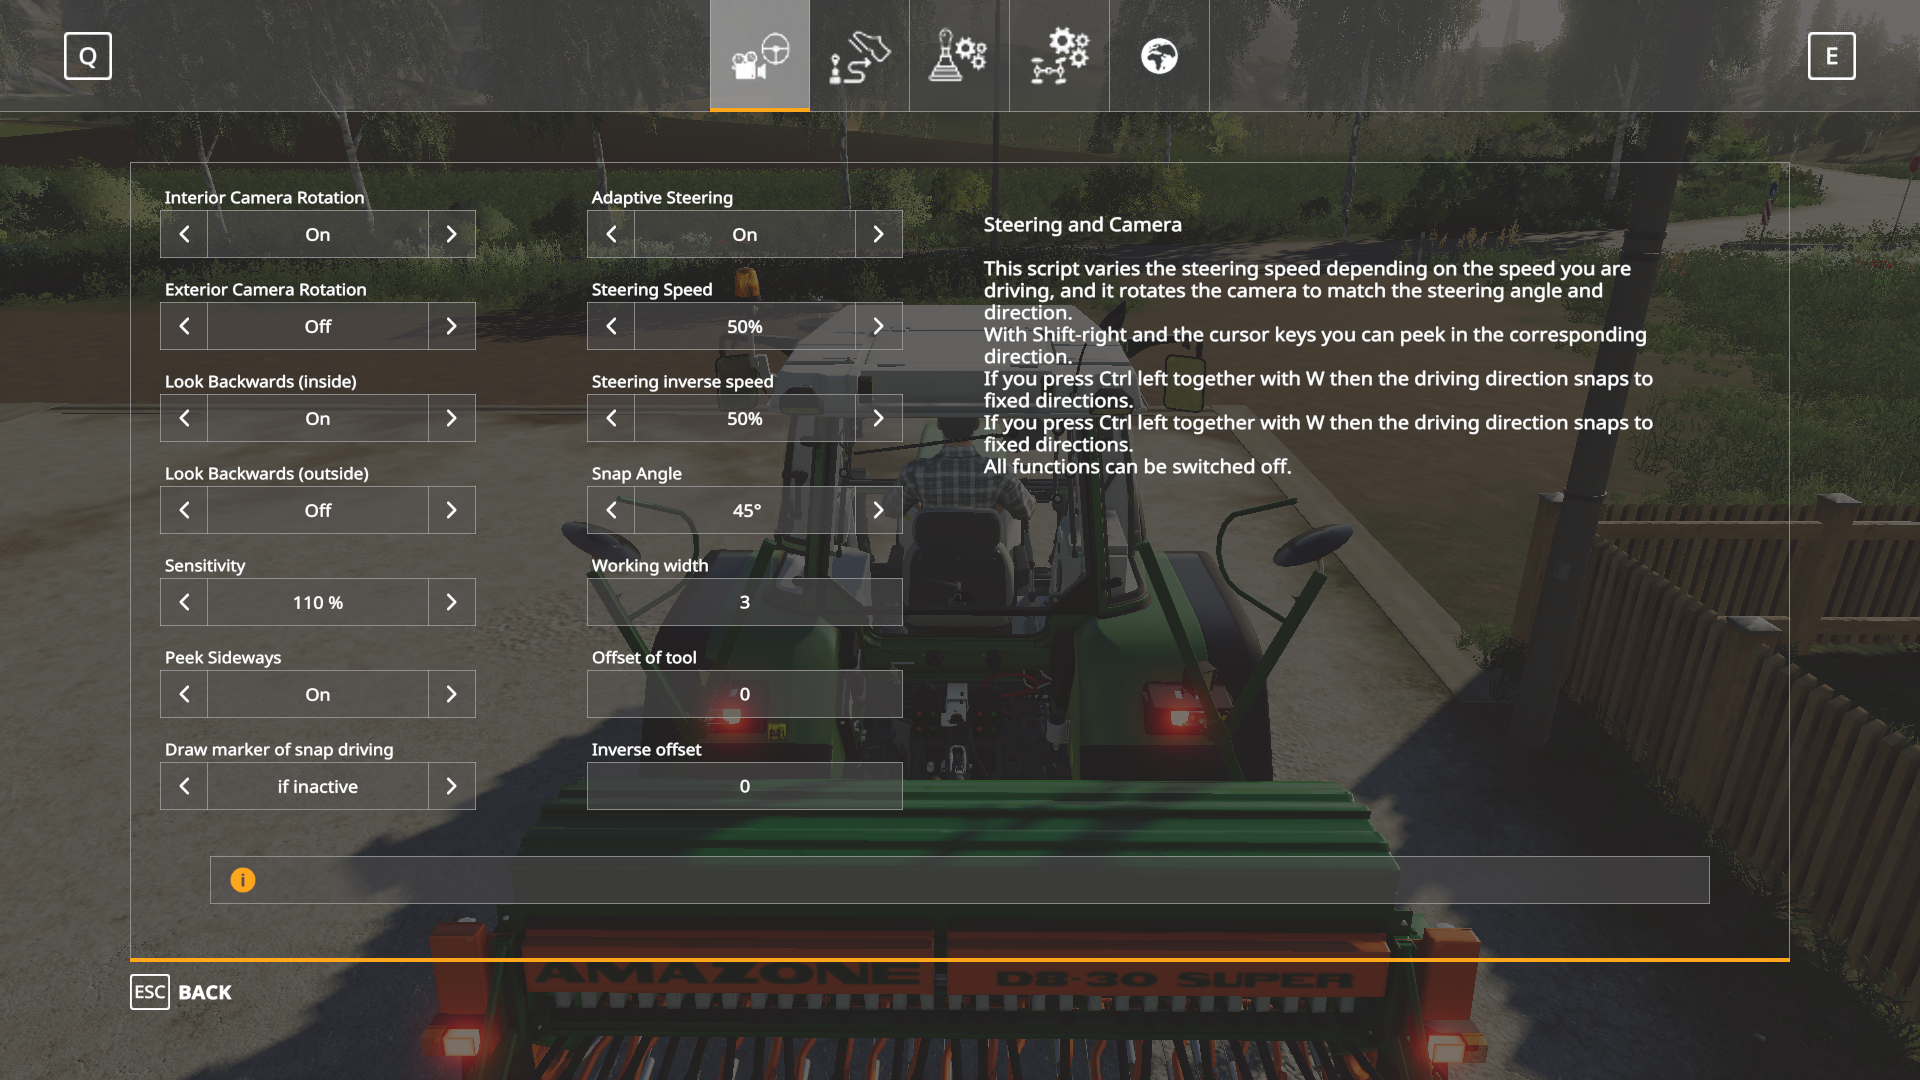 Q
E
Interior Camera Rotation
On
Exterior Camera Rotation
Off
Look Backwards (inside)
On
Look Backwards (outside)
Off
Sensitivity
110 %
Peek Sideways
On
Draw marker of snap driving
if inactive
Adaptive Steering
On
Steering Speed
50%
Steering inverse speed
50%
Snap Angle
45°
Working width
3
Offset of tool
0
Inverse offset
0
Steering and Camera
This script varies the steering speed depending on the speed you are
driving, and it rotates the camera to match the steering angle and
direction.
With Shift-right and the cursor keys you can peek in the corresponding
direction.
If you press Ctrl left together with W then the driving direction snaps to
fixed directions.
If you press Ctrl left together with W then the driving direction snaps to
fixed directions.
All functions can be switched off.
i
AMAZONE
D8-30 SUPER
ESC BACK